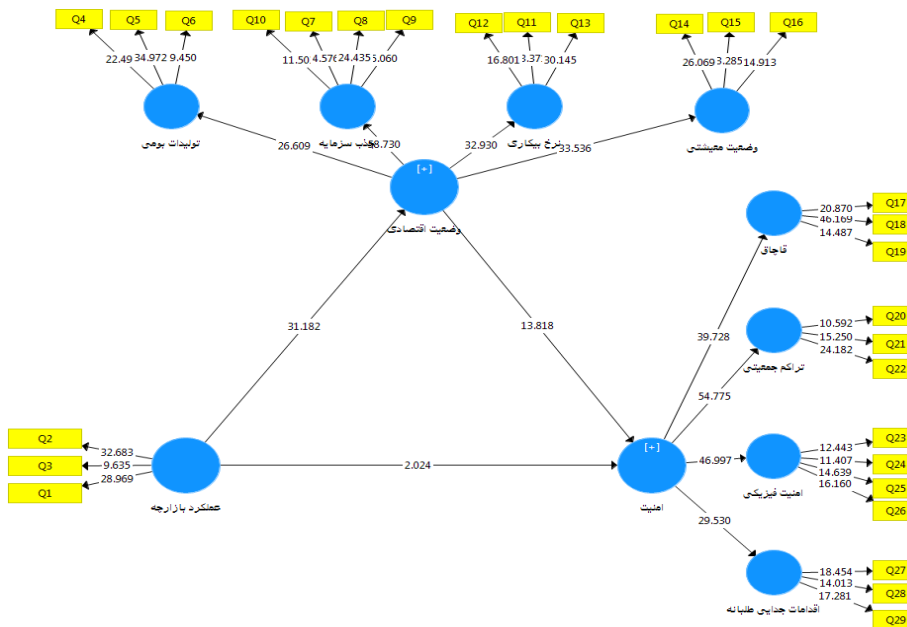 Q4 Q5 Q6 Q10 Q7 Q8 Q9 Q12 Q11 Q13 Q14 Q15 Q16
22.49 34.972 9.450 11.50 24.435 16.801 30.145 26.069 14.913
تولیدات بومی
نرخ بیکاری
وضعیت معیشتی
26.609 32.930 33.536
[+]
وضعیت اقتصادی
Q17
20.870
46.169
Q18
14.487
Q19
قاچاق
31.182
13.818
39.728
Q20
10.592
15.250
Q21
24.182
Q22
تراکم جمعیتی
54.775
Q2
32.683
Q3
9.635
Q1
28.969
عملکرد بازارچه
2.024
[+]
امنیت
46.997
Q23
12.443
11.407
Q24
14.639
Q25
16.160
Q26
امنیت فیزیکی
29.530
Q27
18.454
14.013
Q28
17.281
Q29
اقدامات جدایی طلبانه